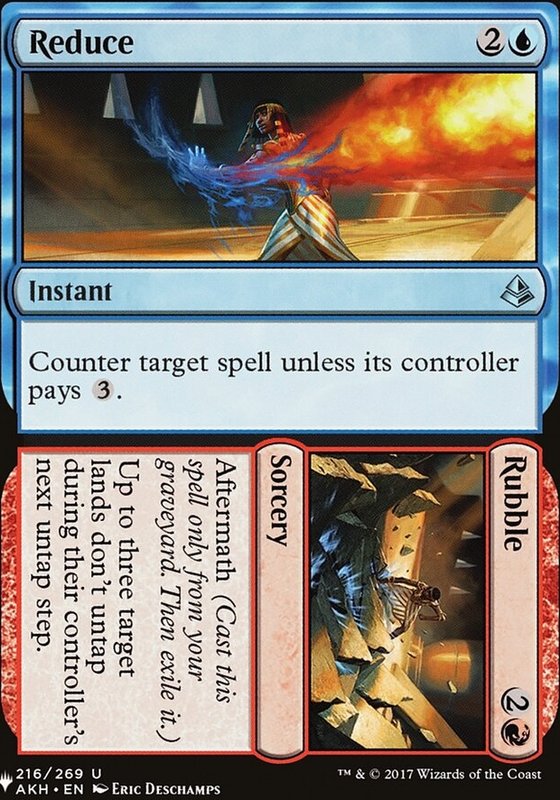 Reduce 2
Instant
Counter target spell unless its controller
pays 3.
Rubble 2
Sorcery
Aftermath (Cast this
spell only from your
graveyard. Then exile it.)
Up to three target
lands don't untap
during their controller's
next untap step.
216/269 U
AKH • EN Eric Deschamps
™ & © 2017 Wizards of the Coast